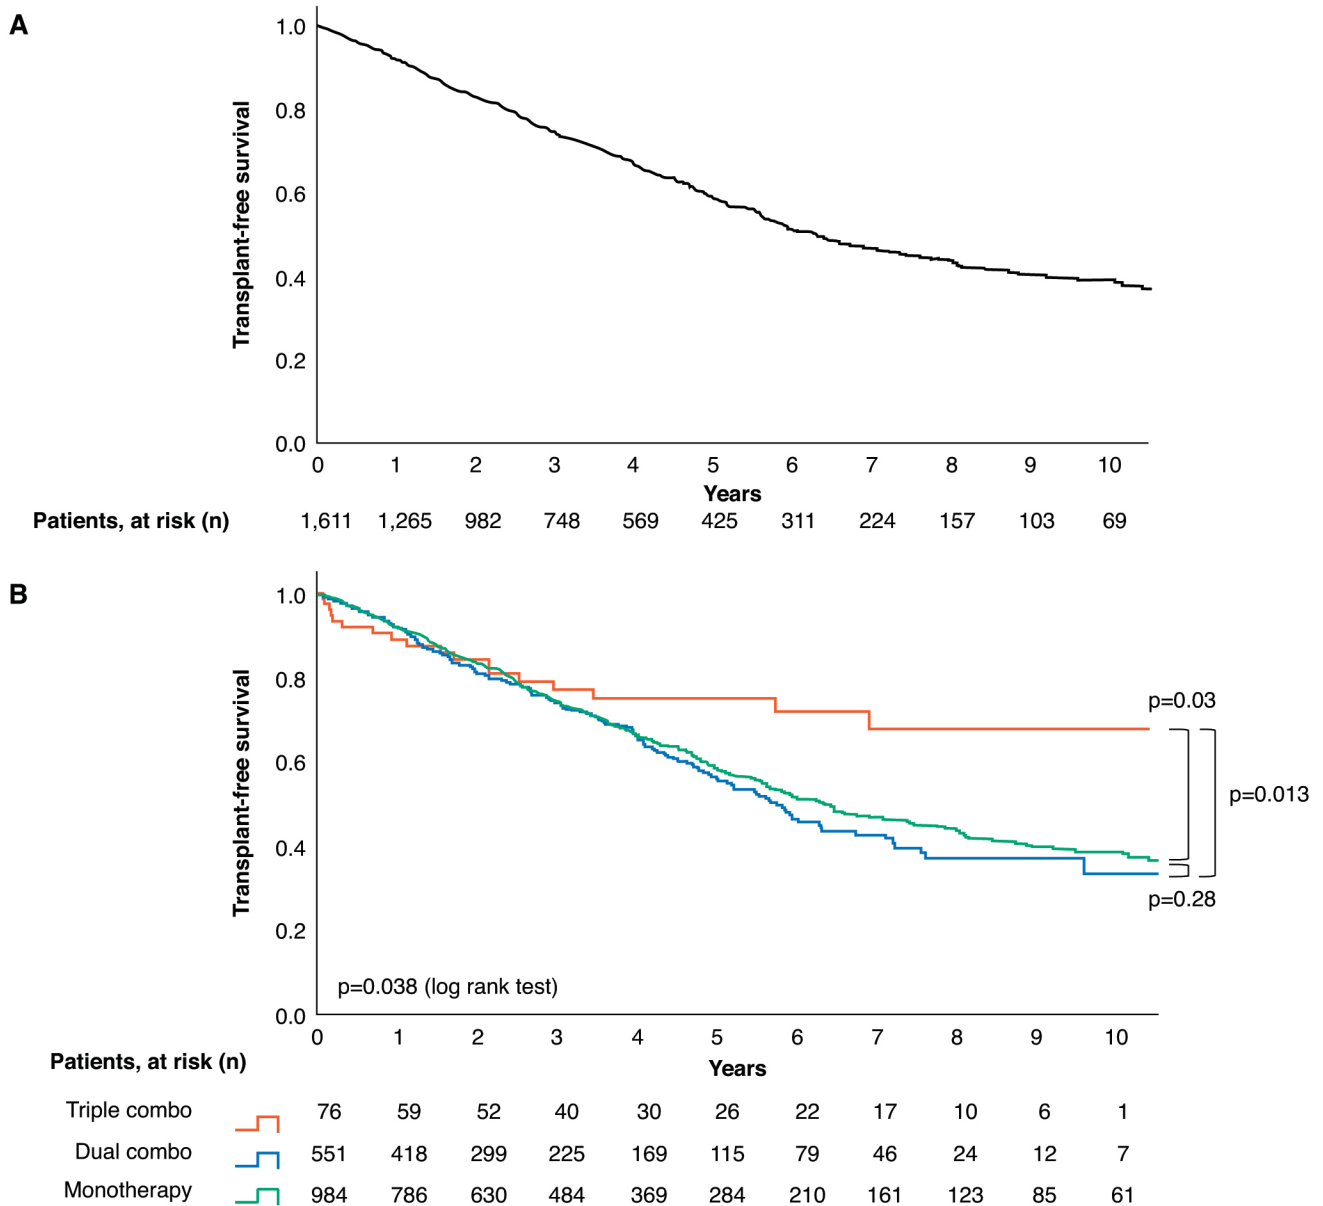 A
Transplant-free survival
1.0
0.8
0.6
0.4
0.2
0.0
0 1 2 3 4 5 6 7 8 9 10
Years
Patients, at risk (n) 1,611 1,265 982 748 569 425 311 224 157 103 69
B
Transplant-free survival
1.0
0.8
0.6
0.4
0.2
0.0
p=0.03
p=0.013
p=0.28
p=0.038 (log rank test)
0 1 2 3 4 5 6 7 8 9 10
Years
Patients, at risk (n)
Triple combo 76 59 52 40 30 26 22 17 10 6 1
Dual combo 551 418 299 225 169 115 79 46 24 12 7
Monotherapy 984 786 630 484 369 284 210 161 123 85 61